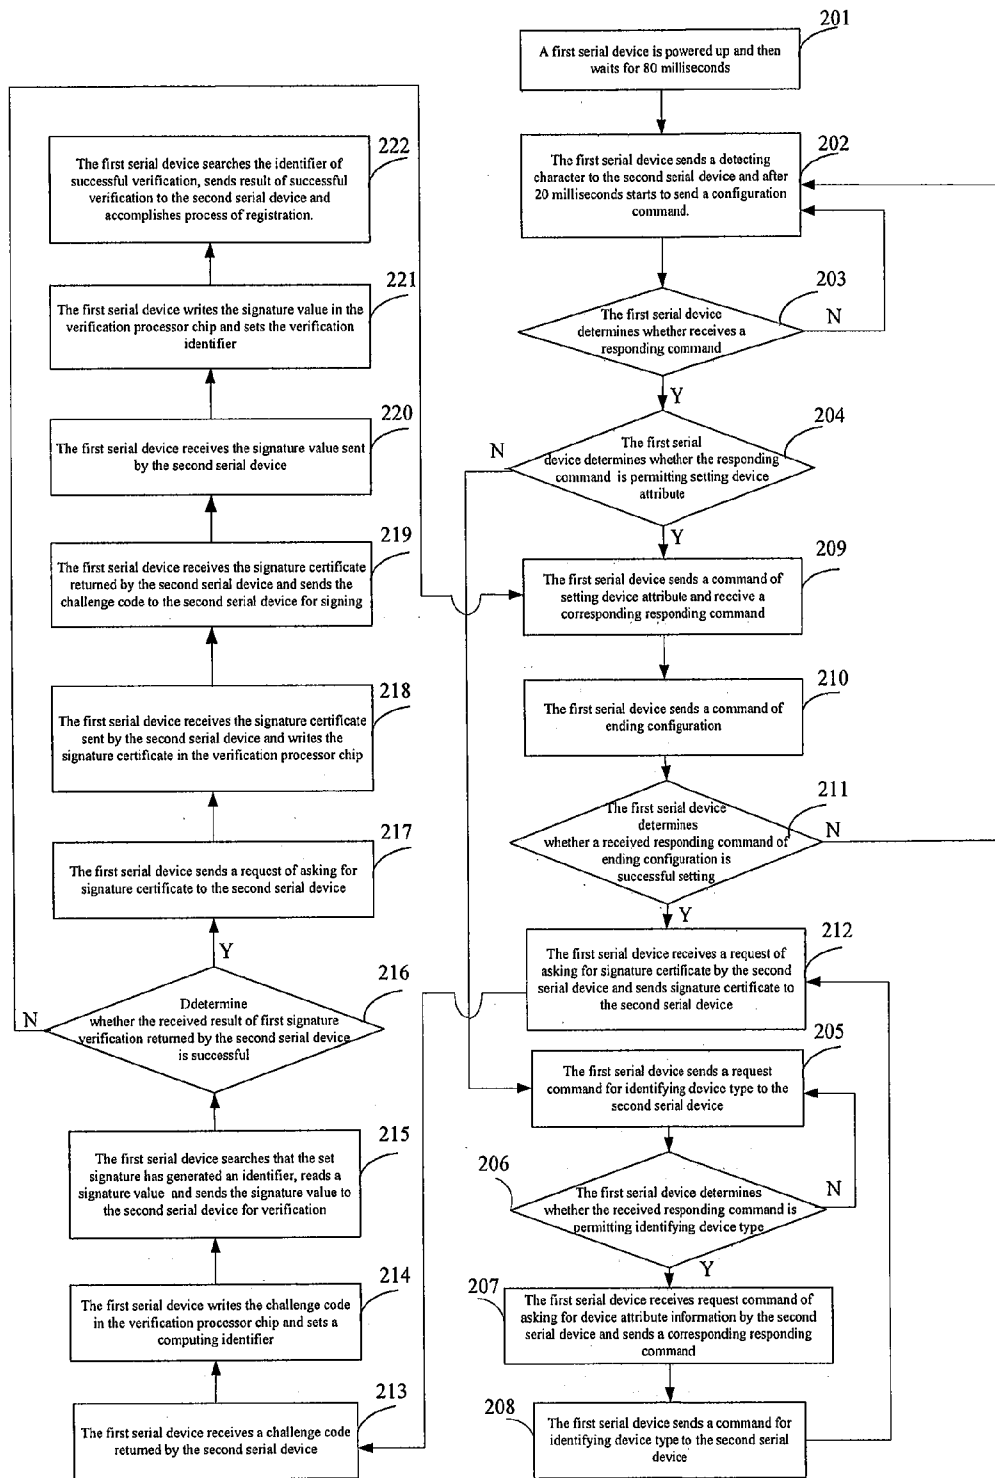 201
A first serial device is powered up and then
waits for 80 milliseconds
202
The first serial device sends a detecting
character to the second serial device and after
20 milliseconds starts to send a configuration
command.
203
The first serial device
determines whether receives a
responding command
N
Y
204
The first serial
device determines whether the responding
command is permitting setting device
attribute
N
Y
209
The first serial device sends a command of
setting device attribute and receive a
corresponding responding command
210
The first serial device sends a command of
ending configuration
211
The first serial device
determines
whether a received responding command of
ending configuration is
successful setting
N
Y
212
The first serial device receives a request of
asking for signature certificate by the second
serial device and sends signature certificate to
the second serial device
205
The first serial device sends a request
command for identifying device type to the
second serial device
206
The first serial device determines
whether the received responding command is
permitting identifying device type
N
Y
207
The first serial device receives request command of
asking for device attribute information by the second
serial device and sends a corresponding responding
command
208
The first serial device sends a command for
identifying device type to the second serial
device
222
The first serial device searches the identifier of
successful verification, sends result of successful
verification to the second serial device and
accomplishes process of registration.
221
The first serial device writes the signature value in the
verification processor chip and sets the verification
identifier
220
The first serial device receives the signature value sent
by the second serial device
219
The first serial device receives the signature certificate
returned by the second serial device and sends the
challenge code to the second serial device for signing
218
The first serial device receives the signature certificate
sent by the second serial device and writes the
signature certificate in the verification processor chip
217
The first serial device sends a request of asking for
signature certificate to the second serial device
Y
216
Ddetermine
whether the received result of first signature
verification returned by the second serial device
is successful
N
215
The first serial device searches that the set
signature has generated an identifier, reads a
signature value and sends the signature value to
the second serial device for verification
214
The first serial device writes the challenge code
in the verification processor chip and sets a
computing identifier
213
The first serial device receives a challenge code
returned by the second serial device